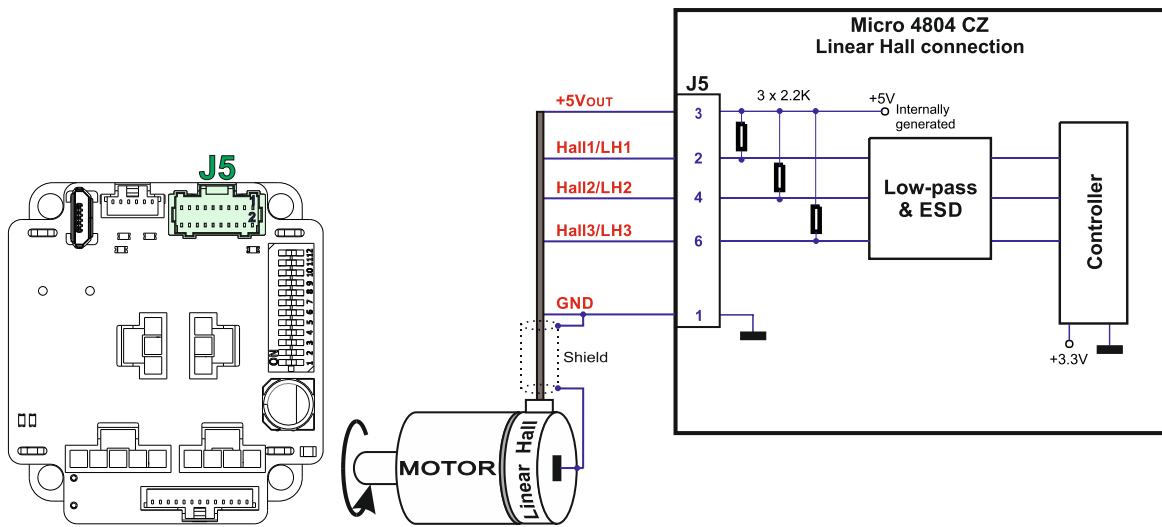 Micro 4804 CZ
Linear Hall connection
J5
J5
+5VOUT
3
3 x 2.2K
+5V
Internally
generated
Hall1/LH1
2
Hall2/LH2
4
Hall3/LH3
6
Low-pass
& ESD
Controller
GND
1
Shield
+3.3V
2
12
11
10
9
8
7
6
5
4
3
2
1
ON
MOTOR
Linear Hall